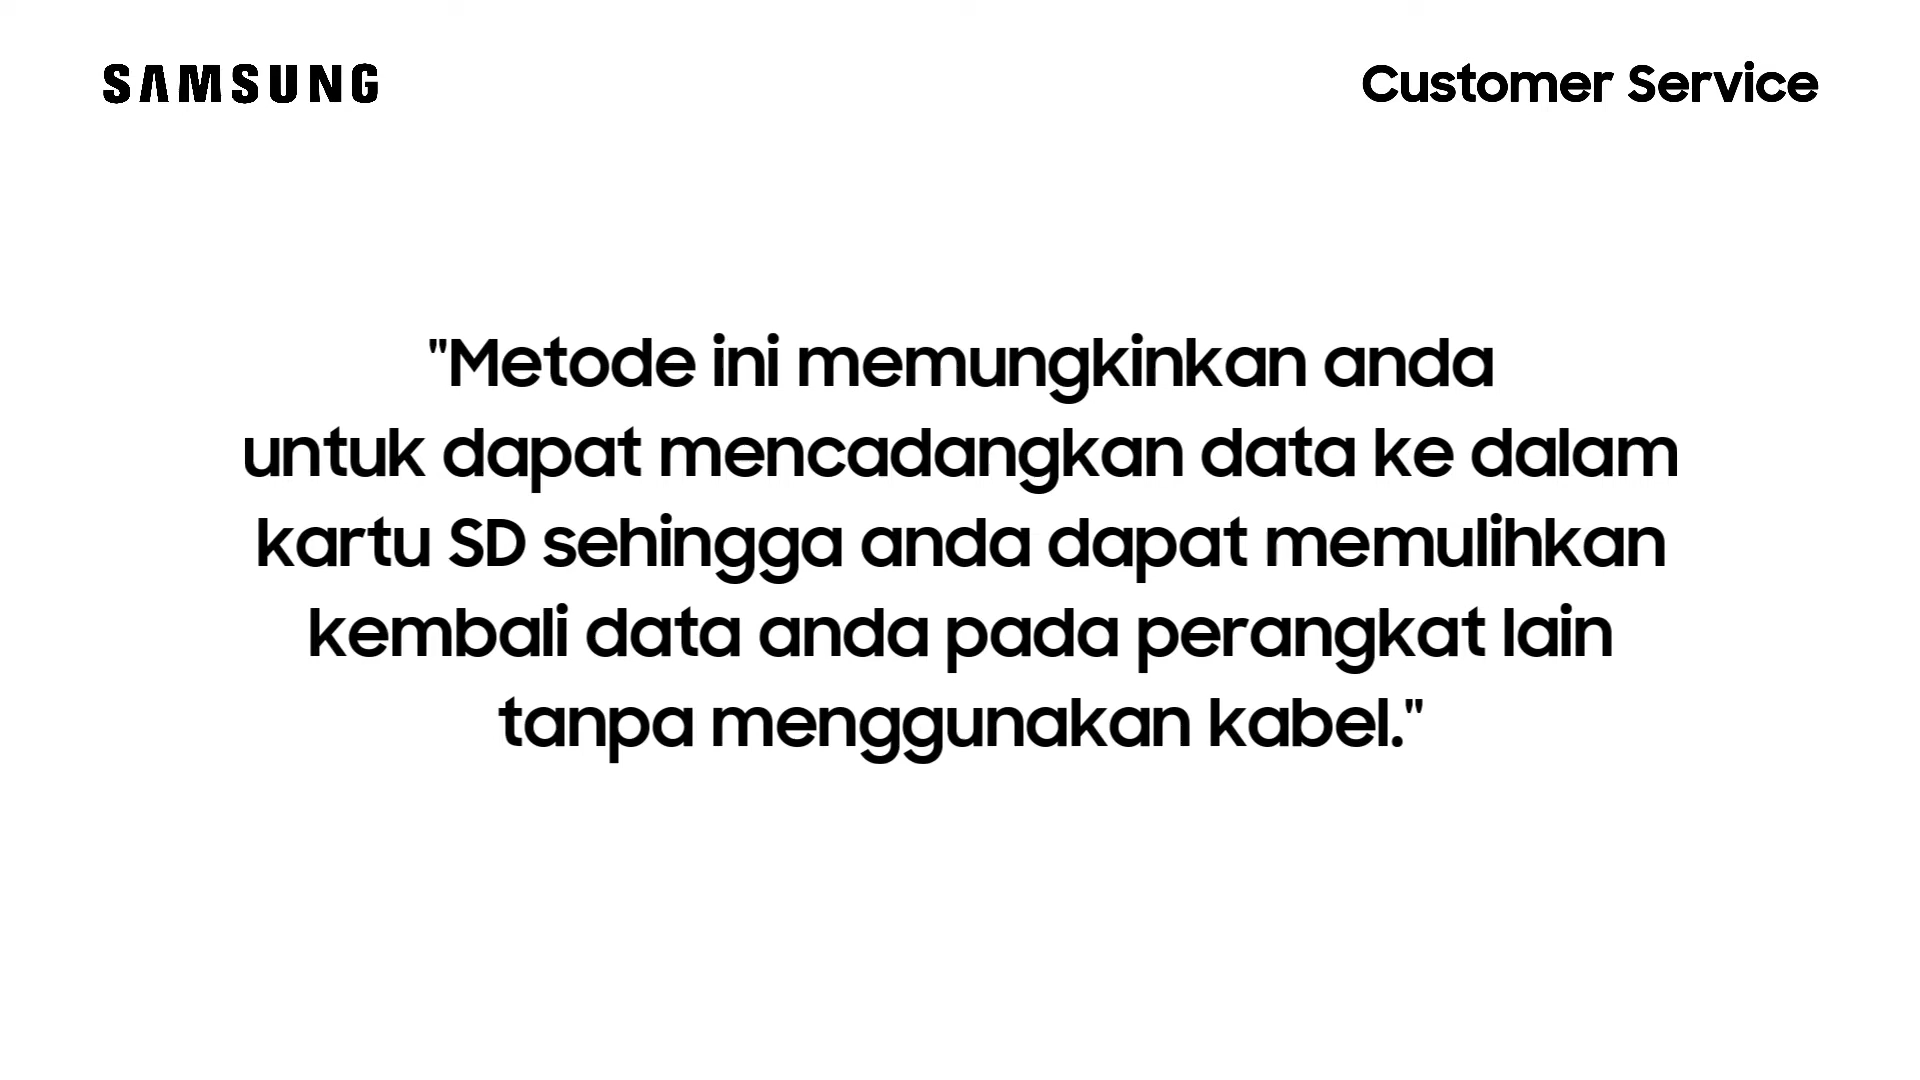 SAMSUNG
Customer Service
"Metode ini memungkinkan anda
untuk dapat mencadangkan data ke dalam
kartu SD sehingga anda dapat memulihkan
kembali data anda pada perangkat lain
tanpa menggunakan kabel."